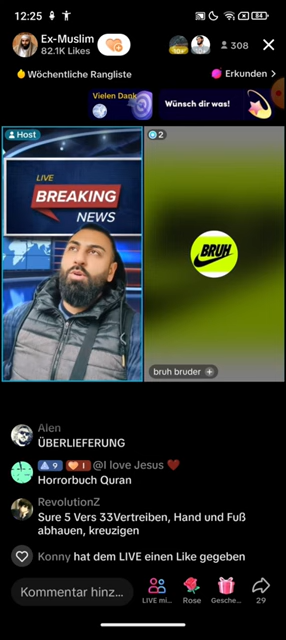 12:25
84
Ex-Muslim
82.1K Likes
308
Wöchentliche Rangliste
Erkunden >
Vielen Dank
Wünsch dir was!
Host
2
LIVE
BREAKING
NEWS
BRUH
bruh bruder +
Alen
ÜBERLIEFERUNG
9 1 @I love Jesus
Horrorbuch Quran
RevolutionZ
Sure 5 Vers 33Vertreiben, Hand und Fuß
abhauen, kreuzigen
Konny hat dem LIVE einen Like gegeben
Kommentar hinz...
LIVE mi... Rose Gesche... 29